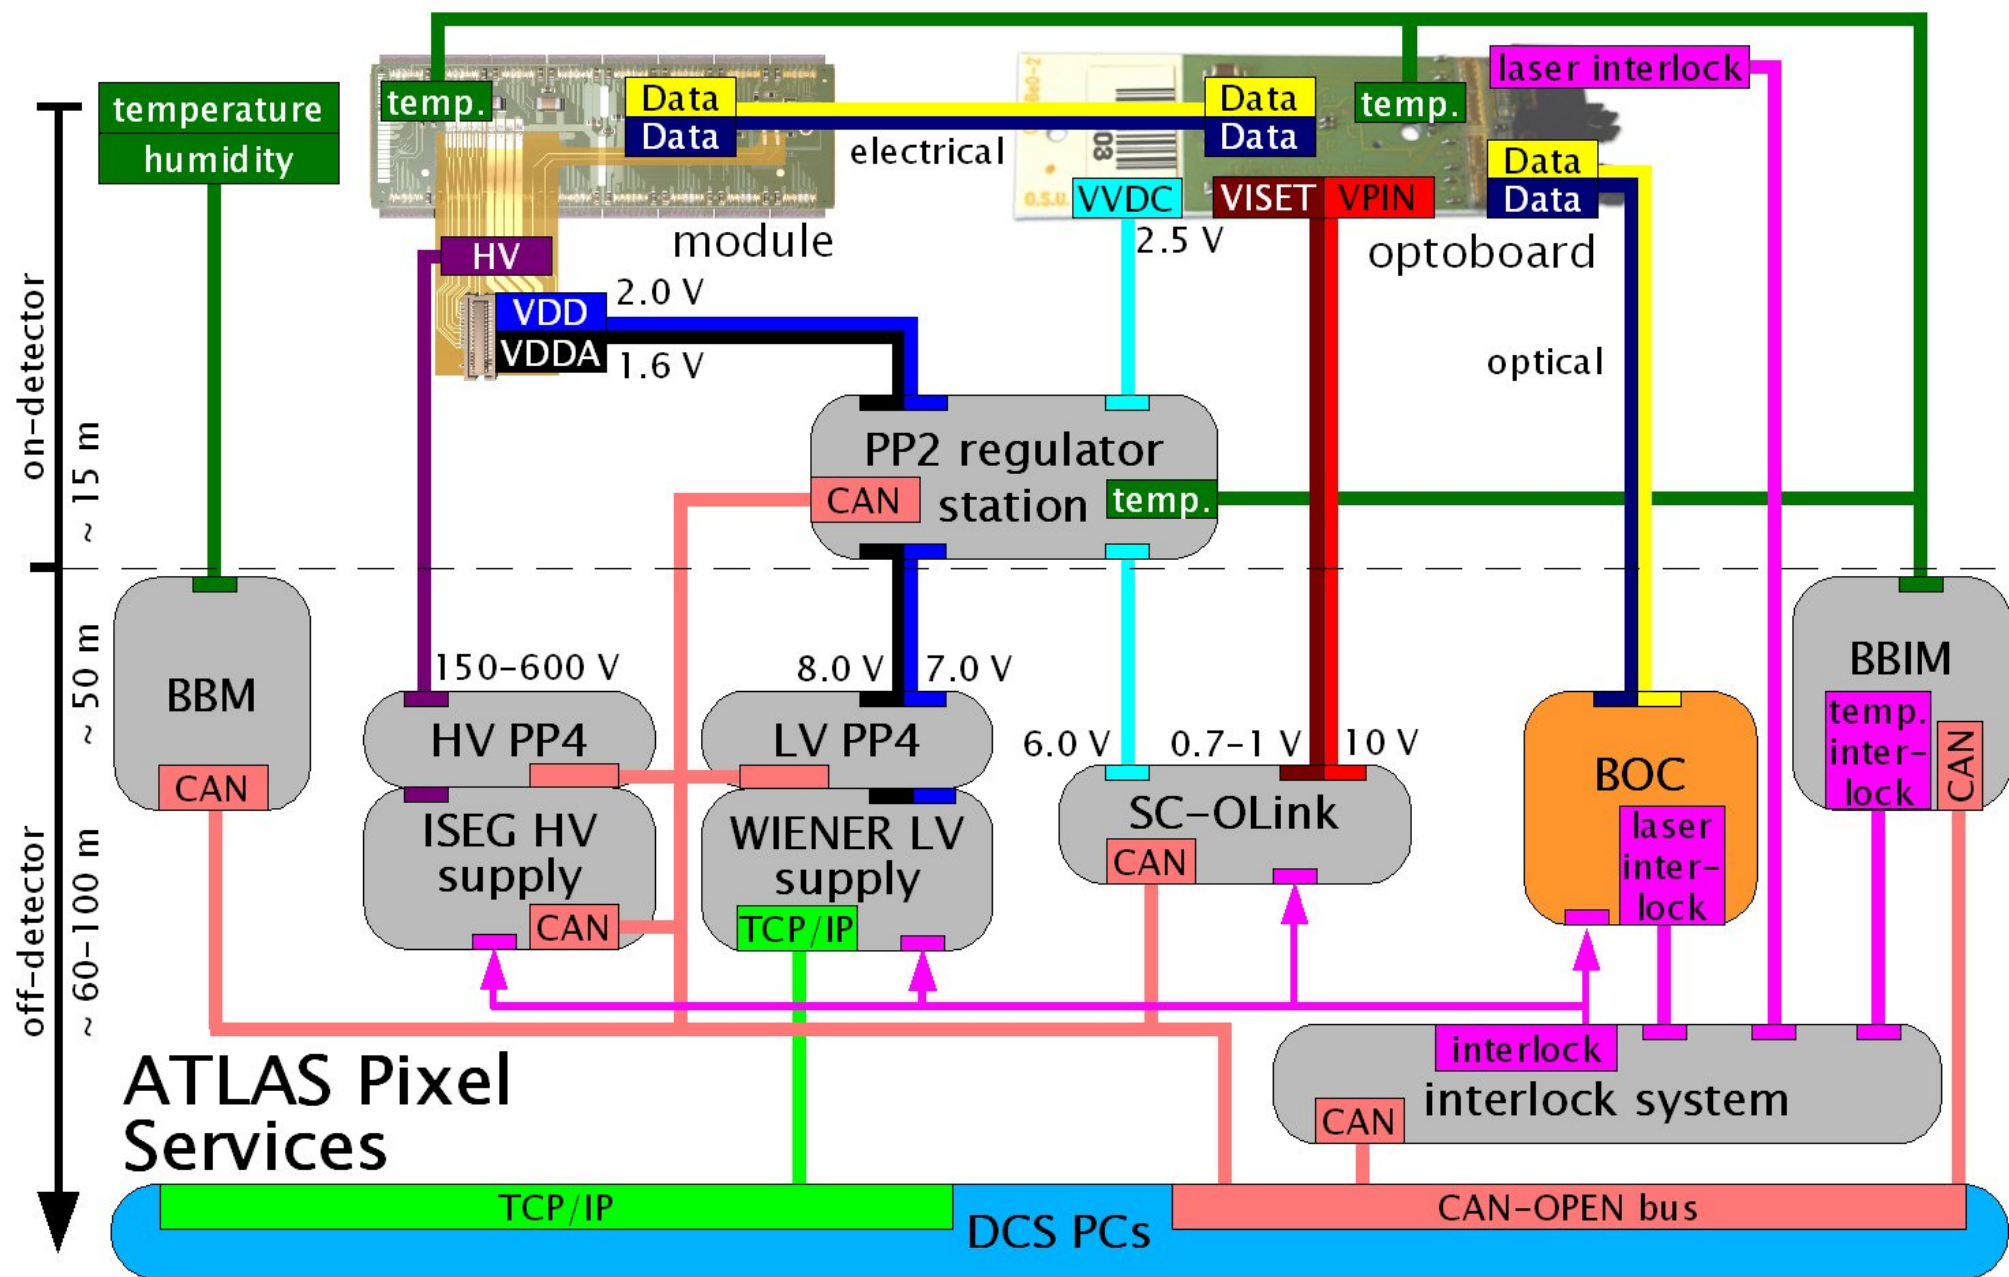 laser interlock
temperature
humidity
temp.
Data
Data
electrical
Data
Data
temp.
08
O.S.U.
VVDC
2.5 V
VISET
VPIN
Data
Data
module
optoboard
HV
VDD
2.0 V
VDDA
1.6 V
optical
on-detector
~ 15 m
PP2 regulator
station
CAN
temp.
BBM
CAN
150-600 V
HV PP4
ISEG HV
supply
CAN
8.0 V
7.0 V
LV PP4
WIENER LV
supply
TCP/IP
6.0 V
0.7-1 V
10 V
SC-OLink
CAN
BOC
laser
inter-
lock
BBIM
temp.
inter-
lock
CAN
~ 50 m
off-detector
~ 60-100 m
interlock
interlock system
CAN
ATLAS Pixel
Services
TCP/IP
DCS PCs
CAN-OPEN bus